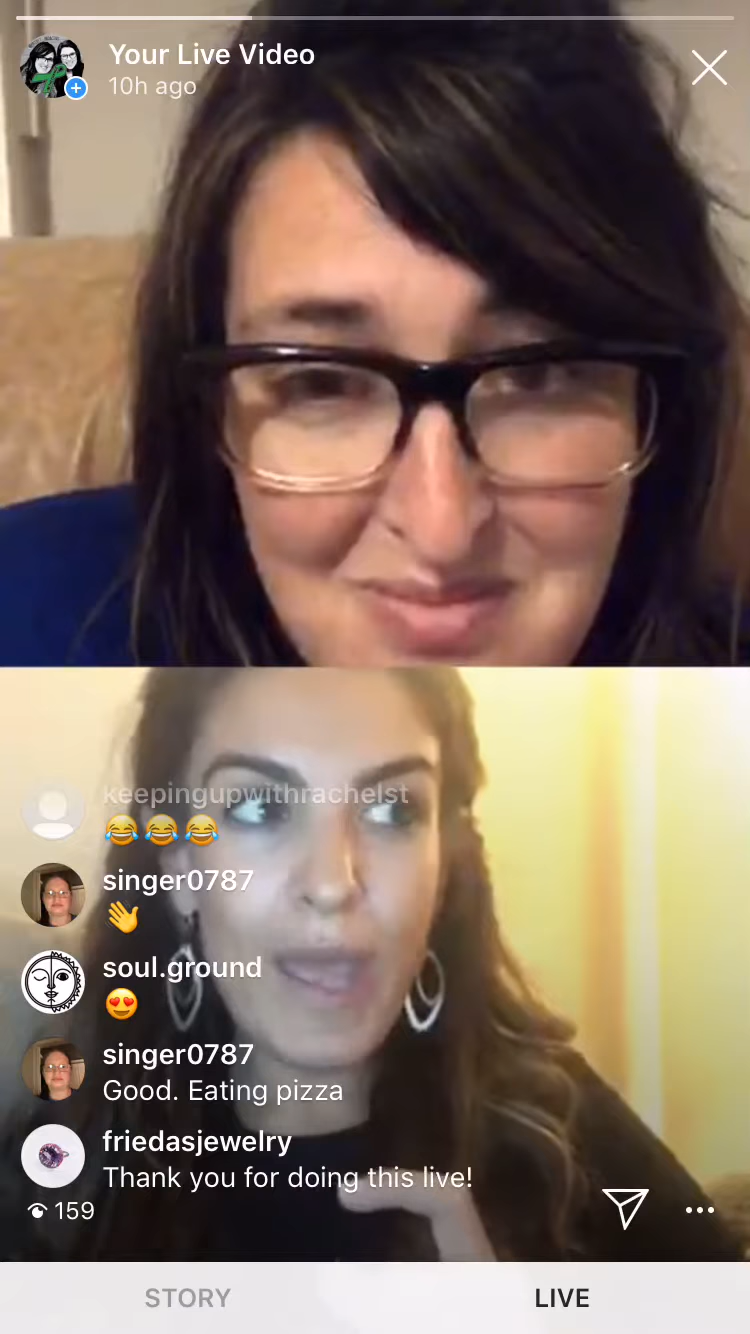 Your Live Video
10h ago
keepingupwithrachelst
😂😂😂
singer0787
👋
soul.ground
😍
singer0787
Good. Eating pizza
friedasjewelry
Thank you for doing this live!
159
STORY
LIVE